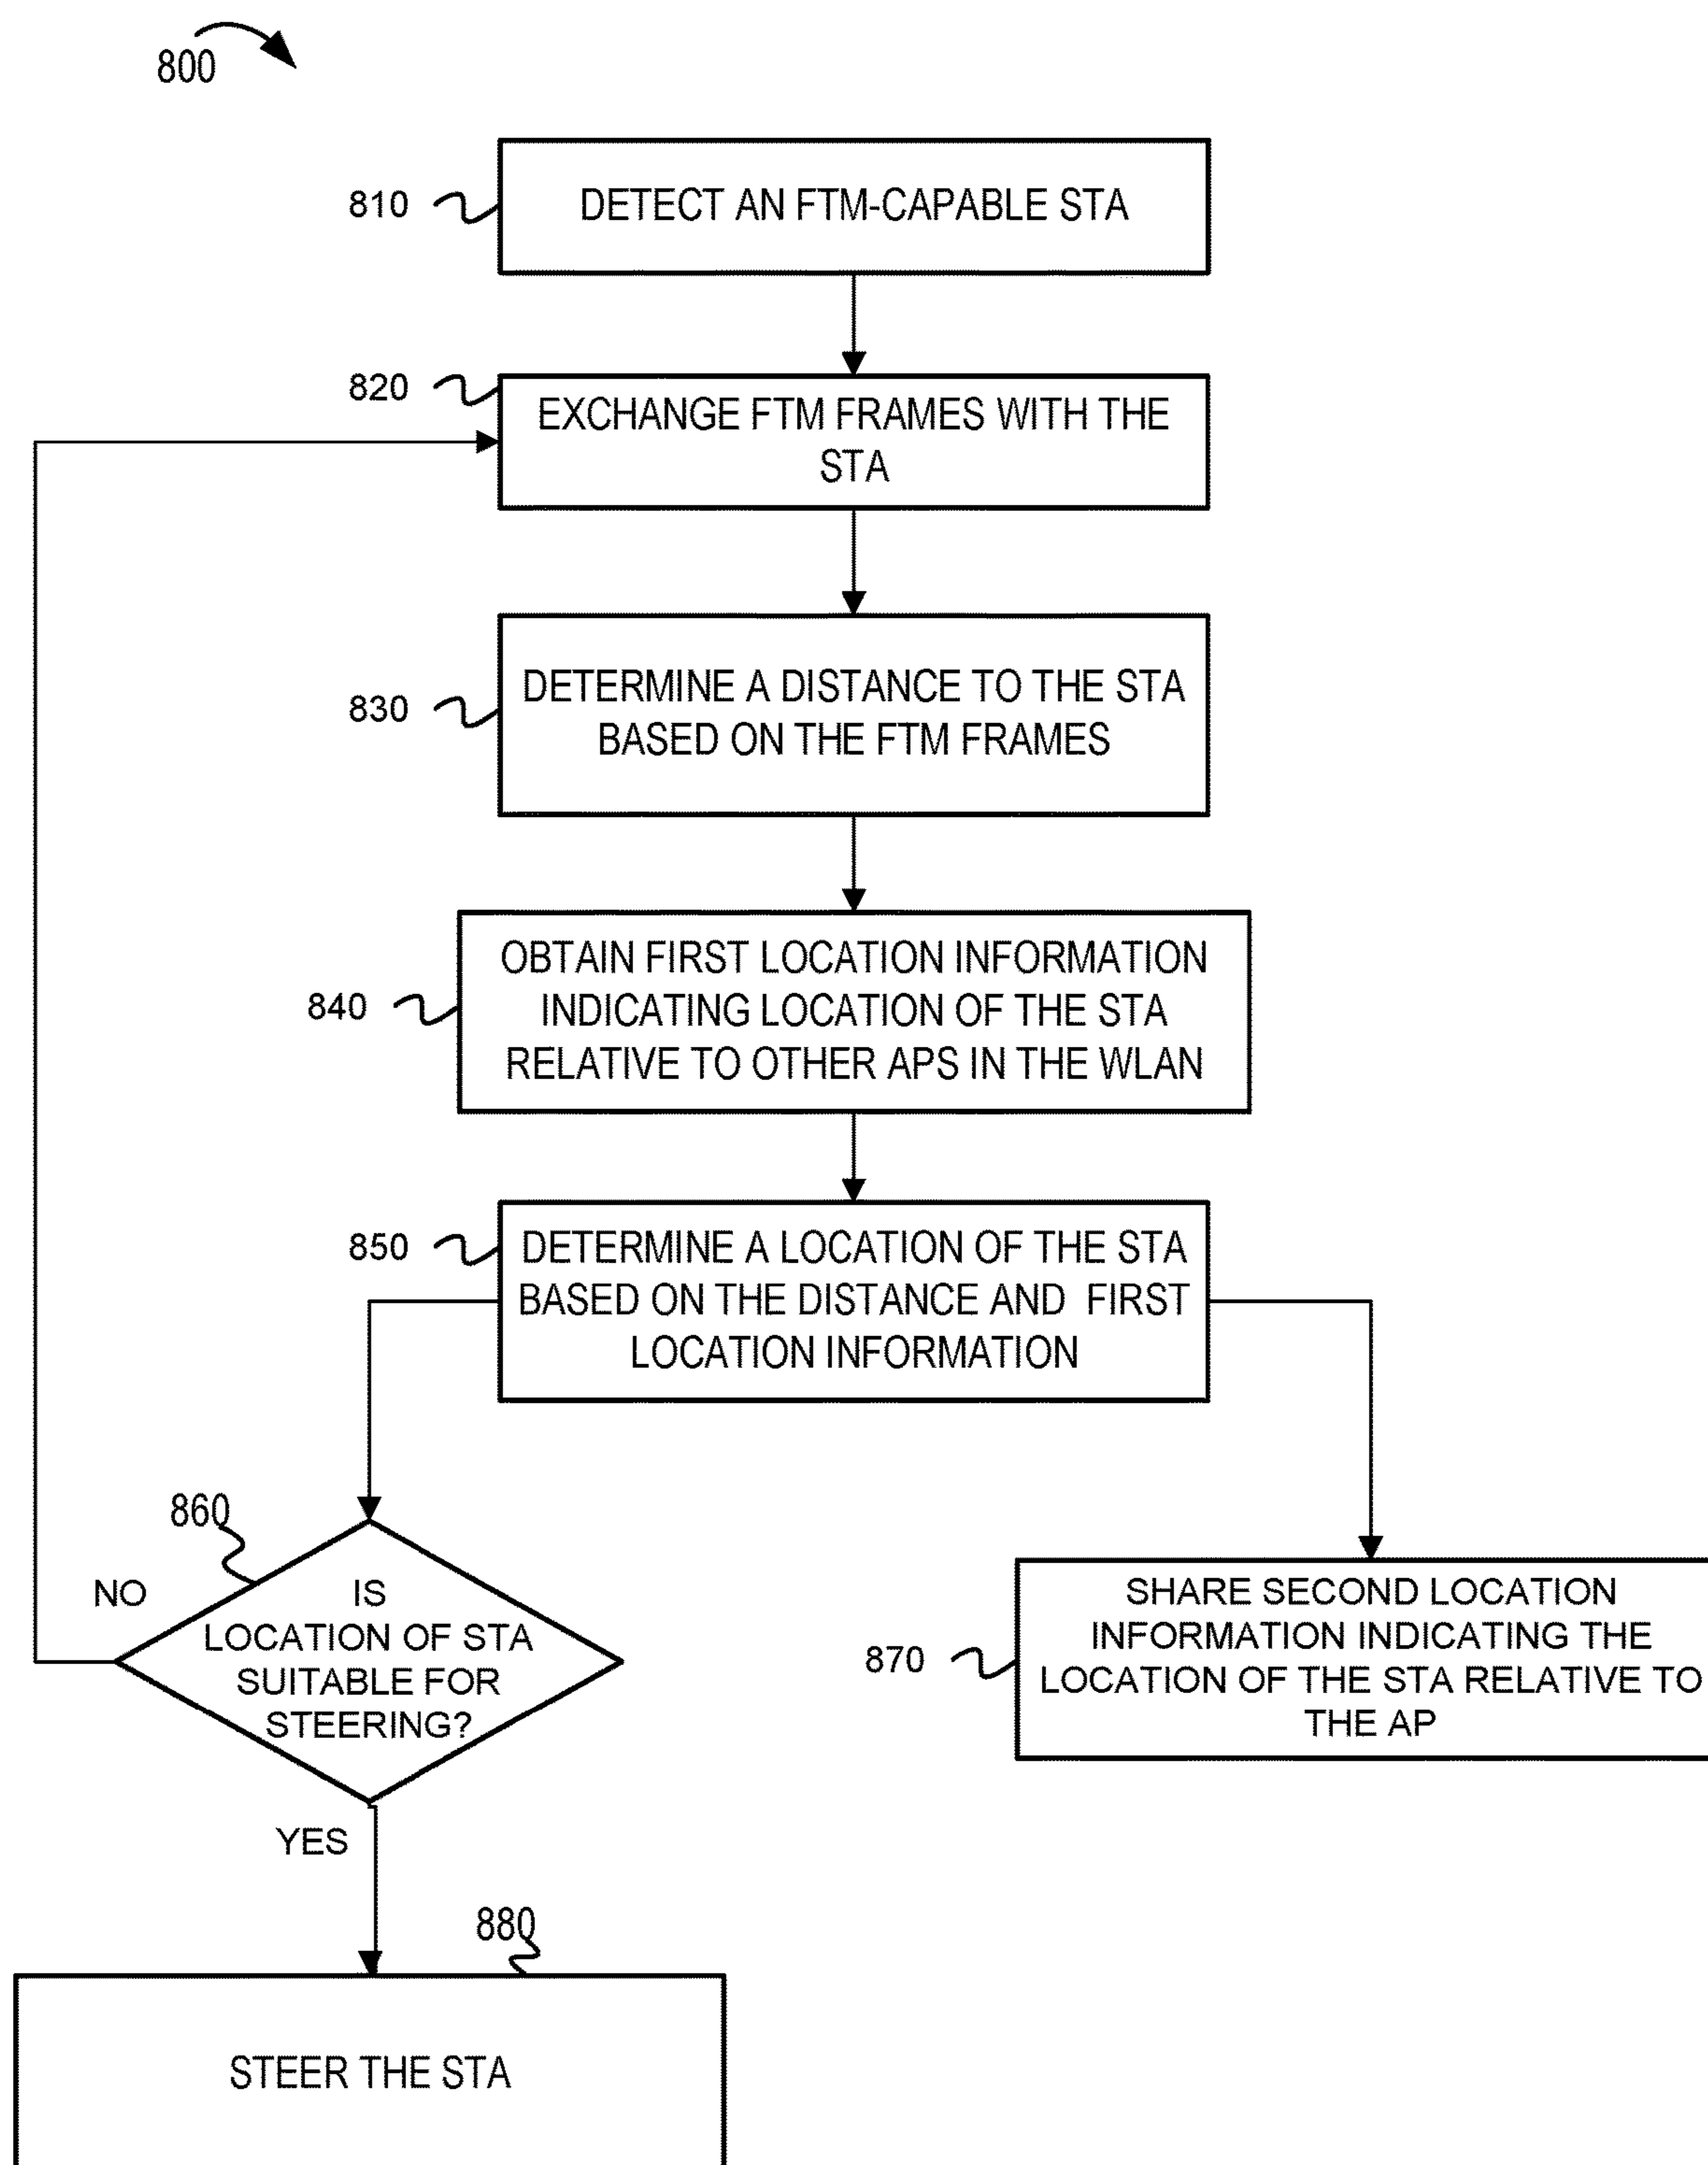 800
810
DETECT AN FTM-CAPABLE STA
820
EXCHANGE FTM FRAMES WITH THE
STA
830
DETERMINE A DISTANCE TO THE STA
BASED ON THE FTM FRAMES
840
OBTAIN FIRST LOCATION INFORMATION
INDICATING LOCATION OF THE STA
RELATIVE TO OTHER APS IN THE WLAN
850
DETERMINE A LOCATION OF THE STA
BASED ON THE DISTANCE AND FIRST
LOCATION INFORMATION
860
NO
IS
LOCATION OF STA
SUITABLE FOR
STEERING?
YES
870
SHARE SECOND LOCATION
INFORMATION INDICATING THE
LOCATION OF THE STA RELATIVE TO
THE AP
880
STEER THE STA